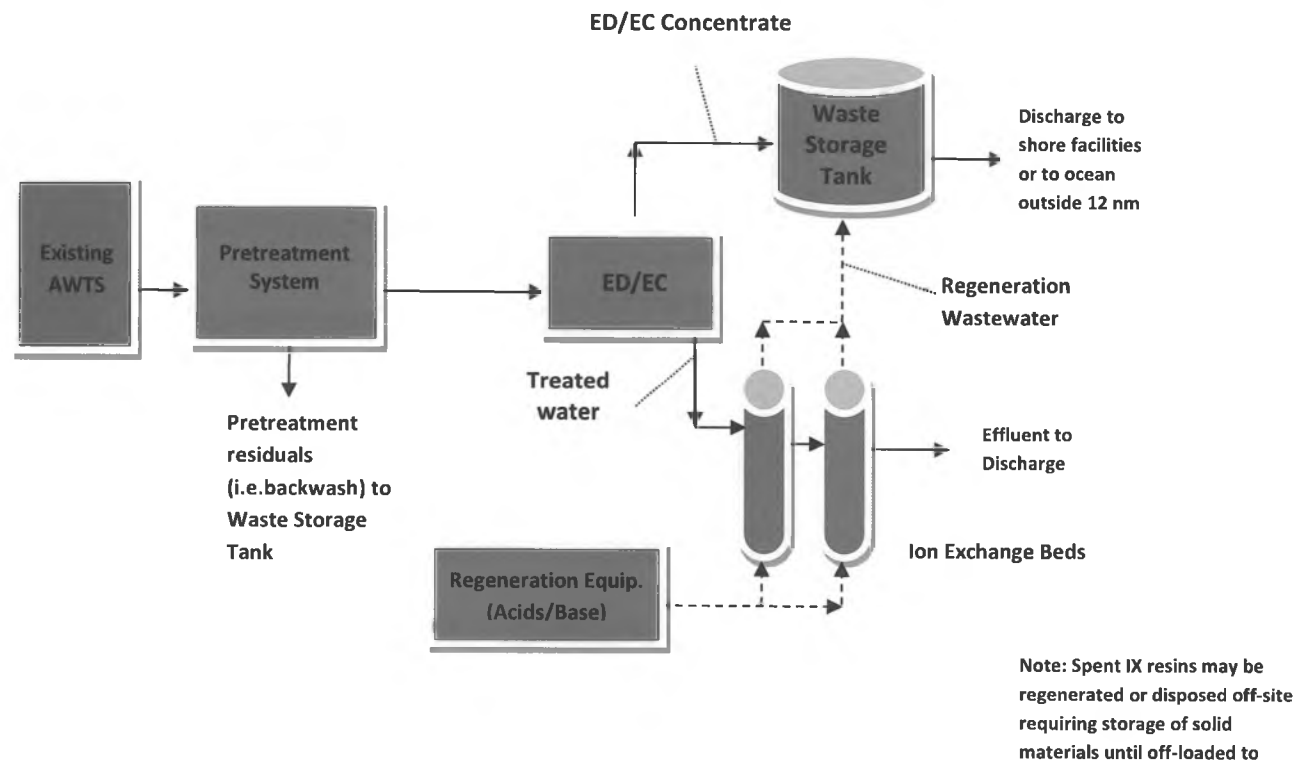 ED/EC Concentrate
Waste
Storage
Tank
Discharge to
shore facilities
or to ocean
outside 12 nm
Existing
AWTS
Pretreatment
System
ED/EC
Regeneration
Wastewater
Treated
water
Pretreatment
residuals
(i.e.backwash) to
Waste Storage
Tank
Effluent to
Discharge
Ion Exchange Beds
Regeneration Equip.
(Acids/Base)
Note: Spent IX resins may be
regenerated or disposed off-site
requiring storage of solid
materials until off-loaded to